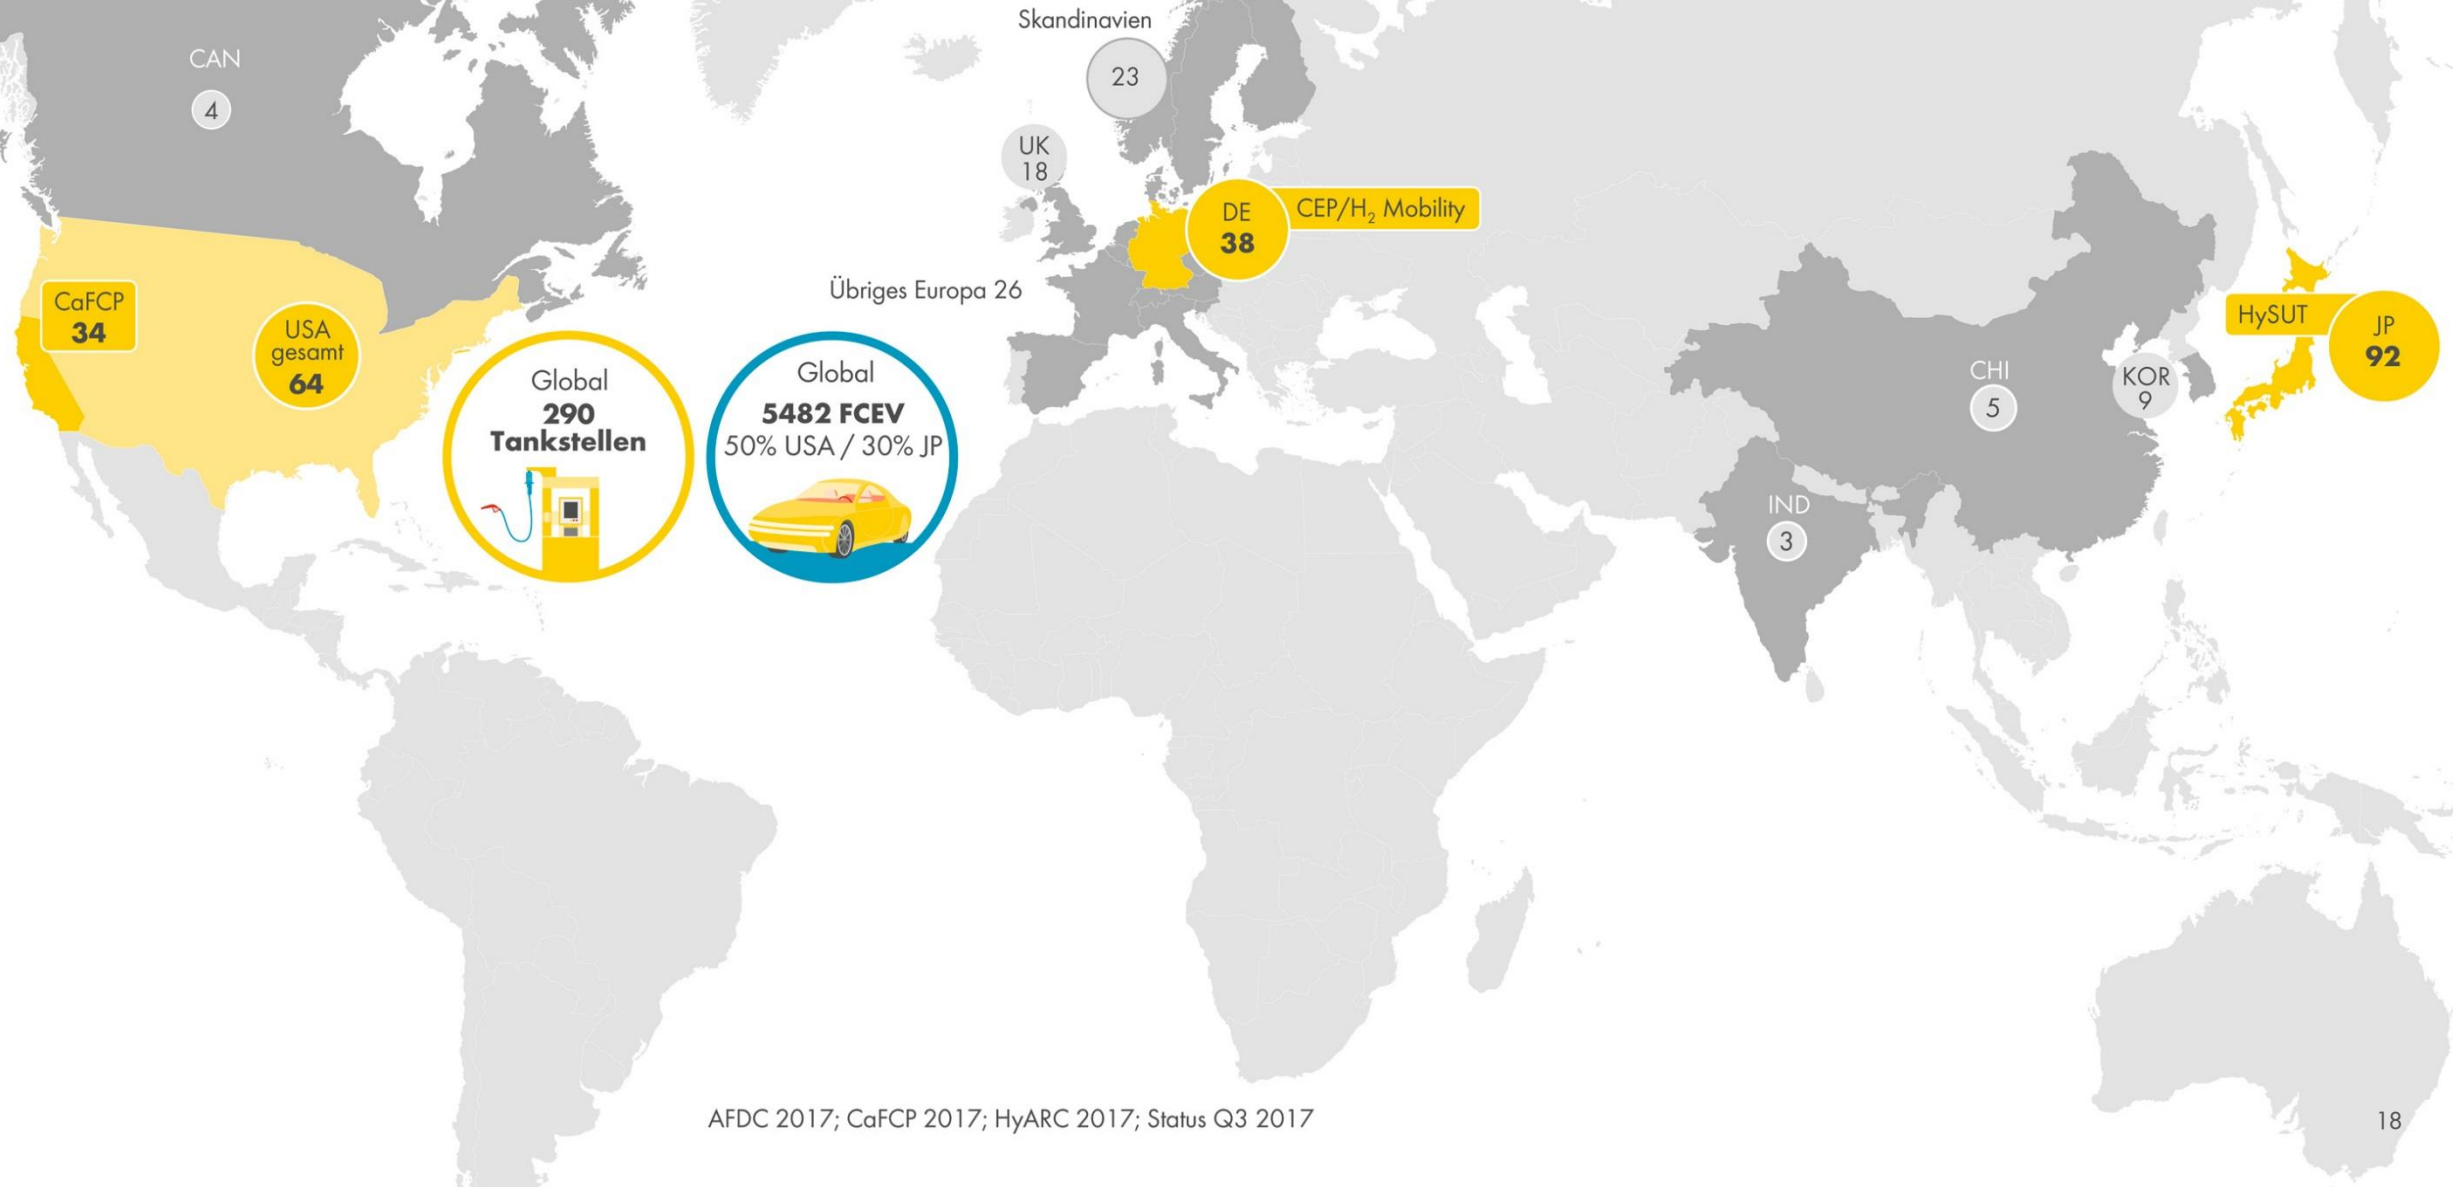 Skandinavien
23
CAN
4
UK
18
DE
38
CEP/H₂ Mobility
Übriges Europa 26
CaFCP
34
USA
gesamt
64
Global
290
Tankstellen
Global
5482 FCEV
50% USA / 30% JP
HySUT
JP
92
CHI
5
KOR
9
IND
3
AFDC 2017; CaFCP 2017; HyARC 2017; Status Q3 2017
18